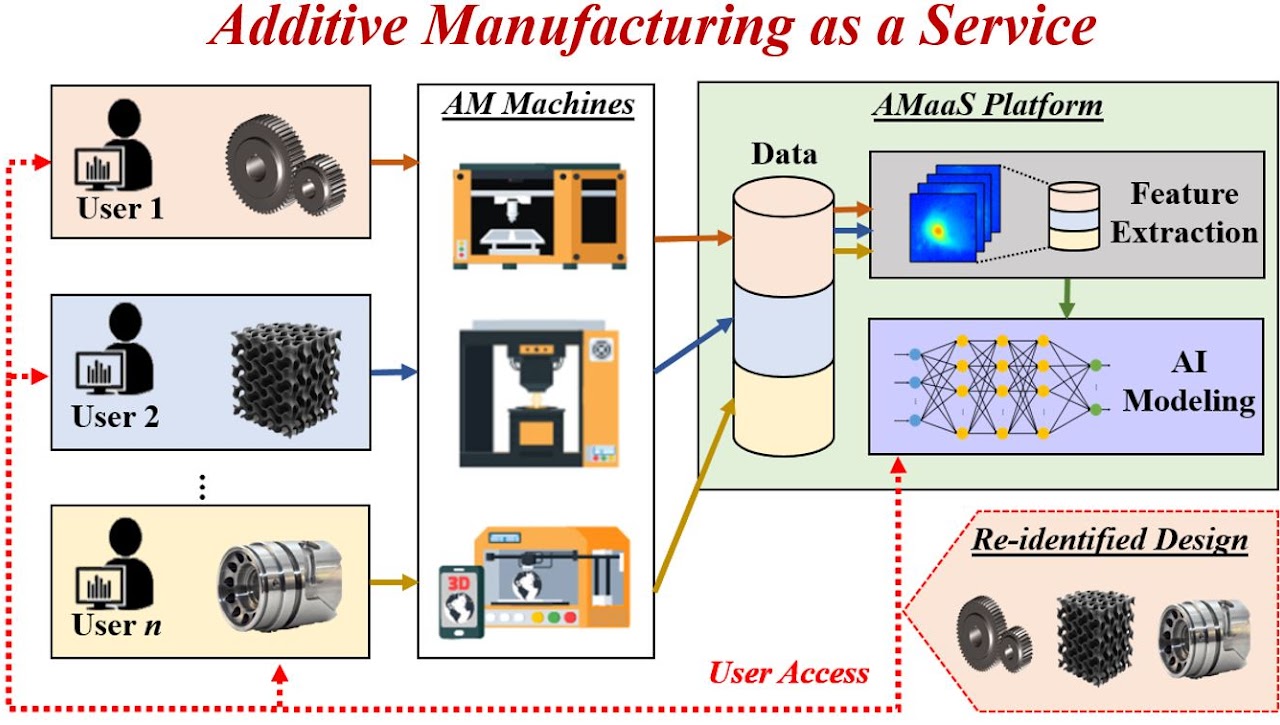 Additive Manufacturing as a Service
User 1
User 2
User n
AM Machines
3D
AMaaS Platform
Data
Feature
Extraction
AI
Modeling
Re-identified Design
User Access